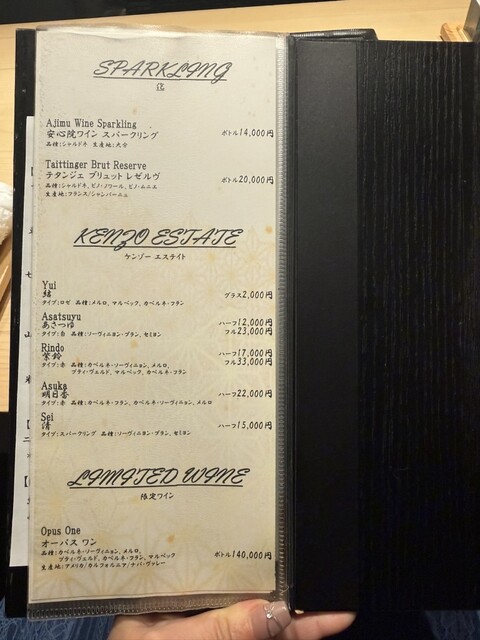 SPARKLING
泡
Ajimu Wine Sparkling
安心院ワイン スパークリング ボトル14,000円
品種:シャルドネ 生産地:大分
Taittinger Brut Reserve
テタンジェ ブリュット レゼルヴ ボトル20,000円
品種:シャルドネ、ピノ・ノワール、ピノ・ムニエ
生産地:フランス/シャンパーニュ
KENZO ESTATE
ケンゾー エステイト
Yui
結 グラス2,000円
タイプ:ロゼ 品種:メルロ、マルベック、カベルネ・フラン
Asatsuyu ハーフ12,000円
あさつゆ フル23,000円
タイプ:白 品種:ソーヴィニヨン・ブラン、セミヨン
Rindo ハーフ17,000円
紫鈴 フル33,000円
タイプ:赤 品種:カベルネ・ソーヴィニヨン、メルロ、
プティ・ヴェルド、マルベック、カベルネ・フラン
Asuka
明日香 ハーフ22,000円
タイプ:赤 品種:カベルネ・フラン、カベルネ・ソーヴィニヨン、メルロ
Sei
清 ハーフ15,000円
タイプ:スパークリング 品種:ソーヴィニヨン・ブラン、セミヨン
LIMITED WINE
限定ワイン
Opus One
オーパス ワン ボトル140,000円
品種:カベルネ・ソーヴィニヨン、メルロ、
プティ・ヴェルド、カベルネ・フラン、マルベック
生産地:アメリカ/カルフォルニア/ナパ・ヴァレー